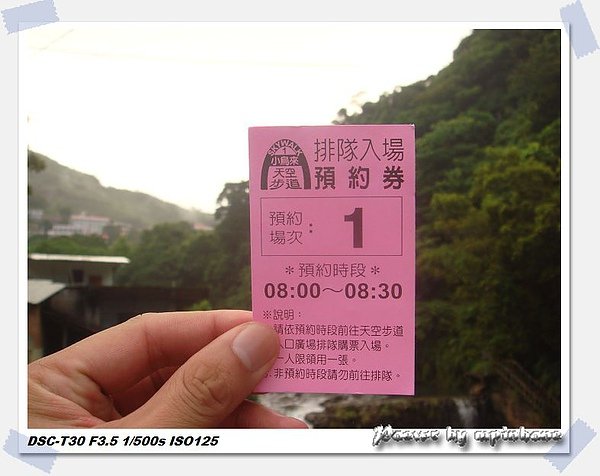 SKYWALK
1
小烏來
天空
步道
排隊入場
預約券
預約
場次
：
1
＊預約時段＊
08:00～08:30
※說明：
請依預約時段前往天空步道
入口廣場排隊購票入場。
一人限領用一張。
非預約時段請勿前往排隊。
DSC-T30 F3.5 1/500s ISO125
by